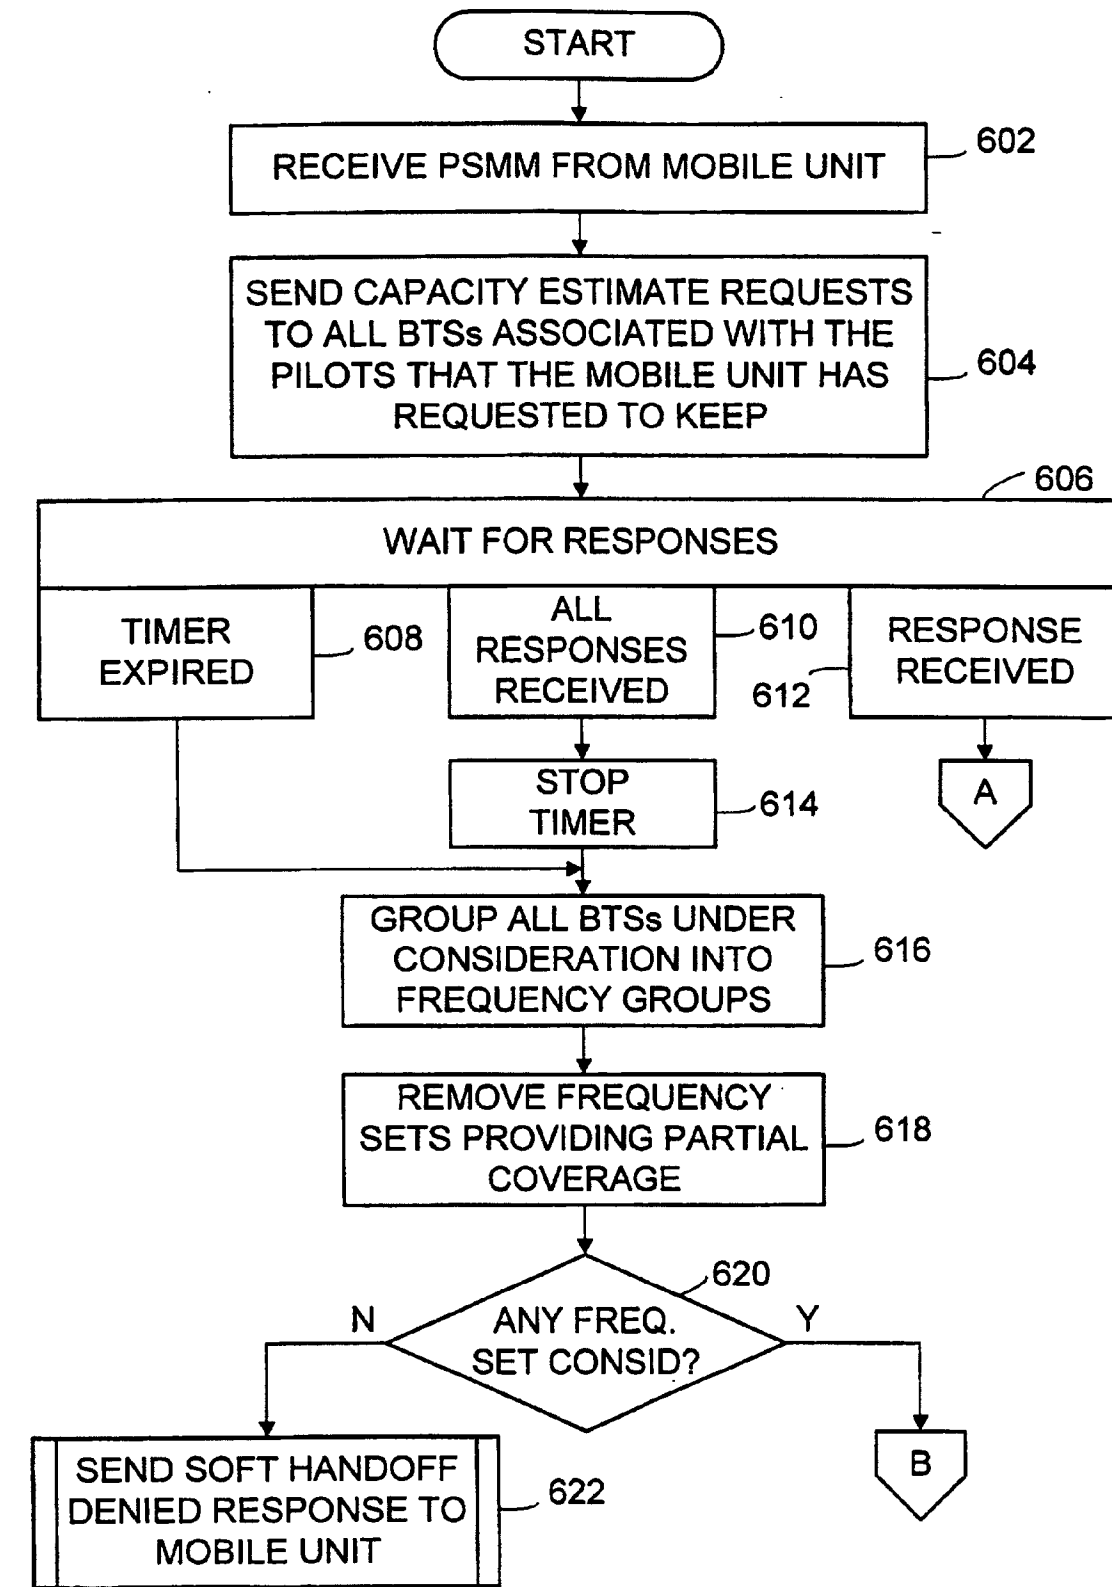 START
RECEIVE PSMM FROM MOBILE UNIT
602
SEND CAPACITY ESTIMATE REQUESTS
TO ALL BTSs ASSOCIATED WITH THE
PILOTS THAT THE MOBILE UNIT HAS
REQUESTED TO KEEP
604
606
WAIT FOR RESPONSES
TIMER
EXPIRED
608
ALL
RESPONSES
RECEIVED
610
612
RESPONSE
RECEIVED
STOP
TIMER
614
A
GROUP ALL BTSs UNDER
CONSIDERATION INTO
FREQUENCY GROUPS
616
REMOVE FREQUENCY
SETS PROVIDING PARTIAL
COVERAGE
618
620
N
ANY FREQ.
SET CONSID?
Y
SEND SOFT HANDOFF
DENIED RESPONSE TO
MOBILE UNIT
622
B